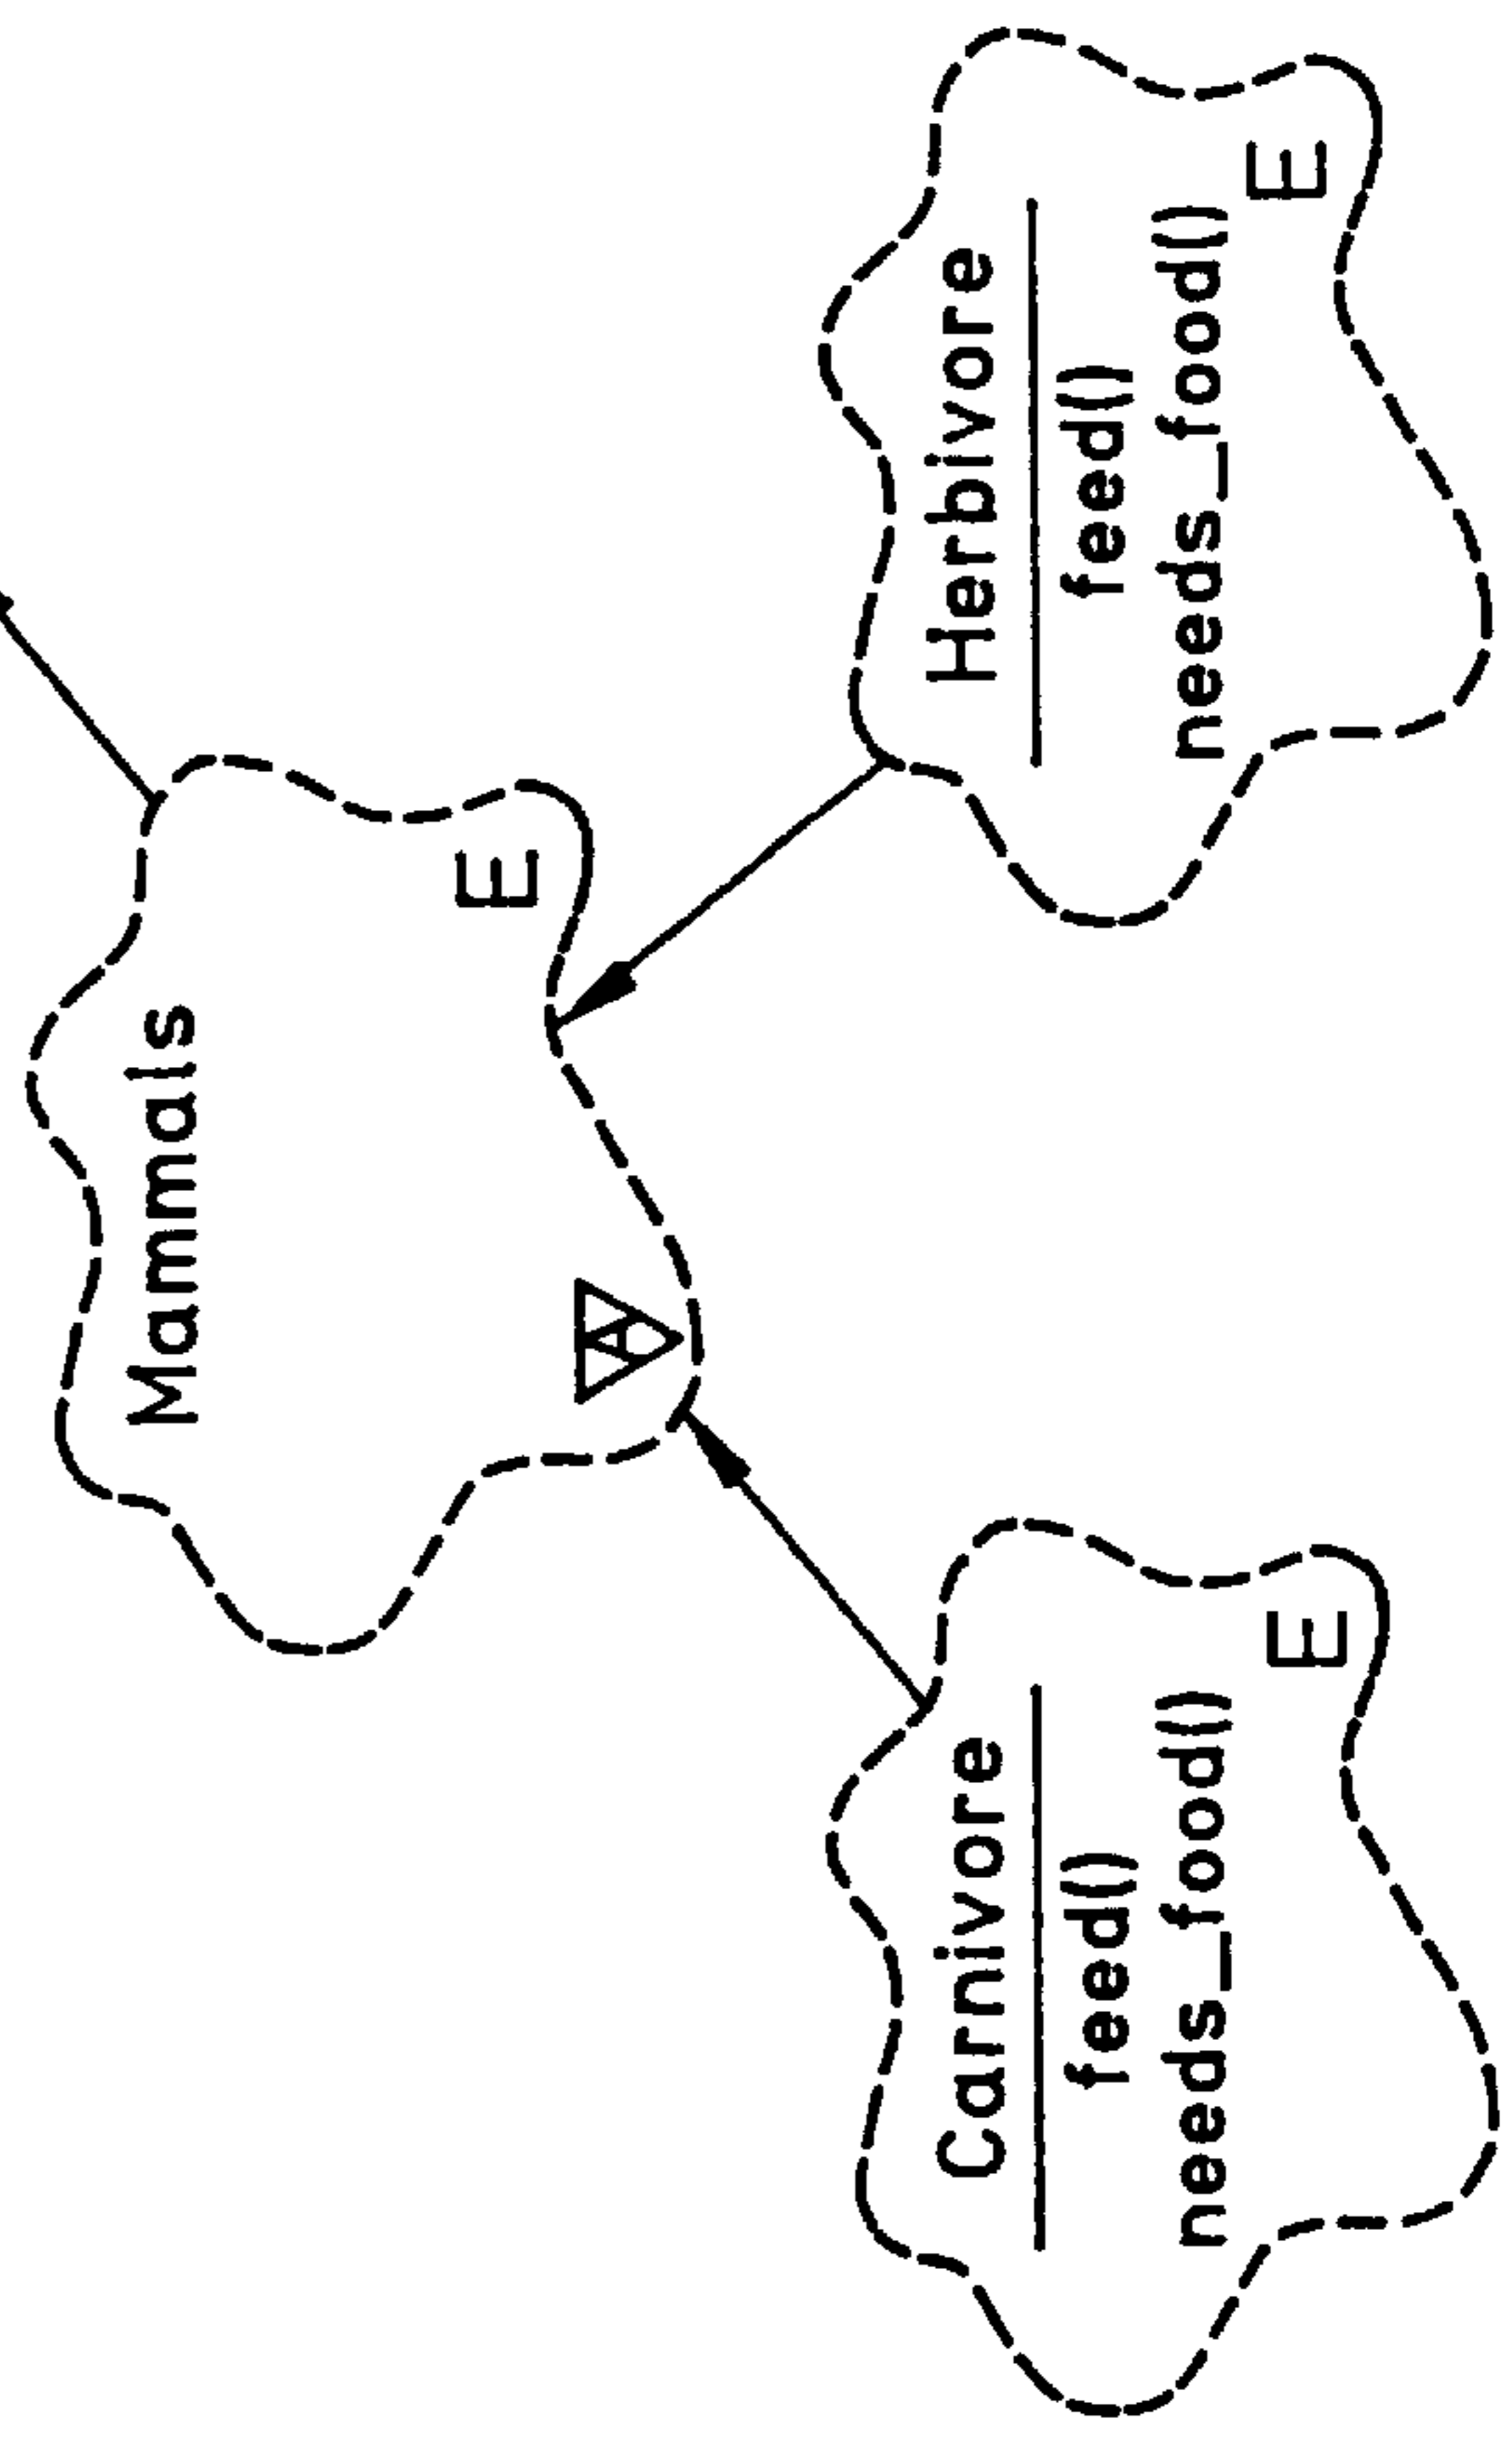 Mammals
A
E
Carnivore
feed()
needs_food()
E
Herbivore
feed()
needs_food()
E